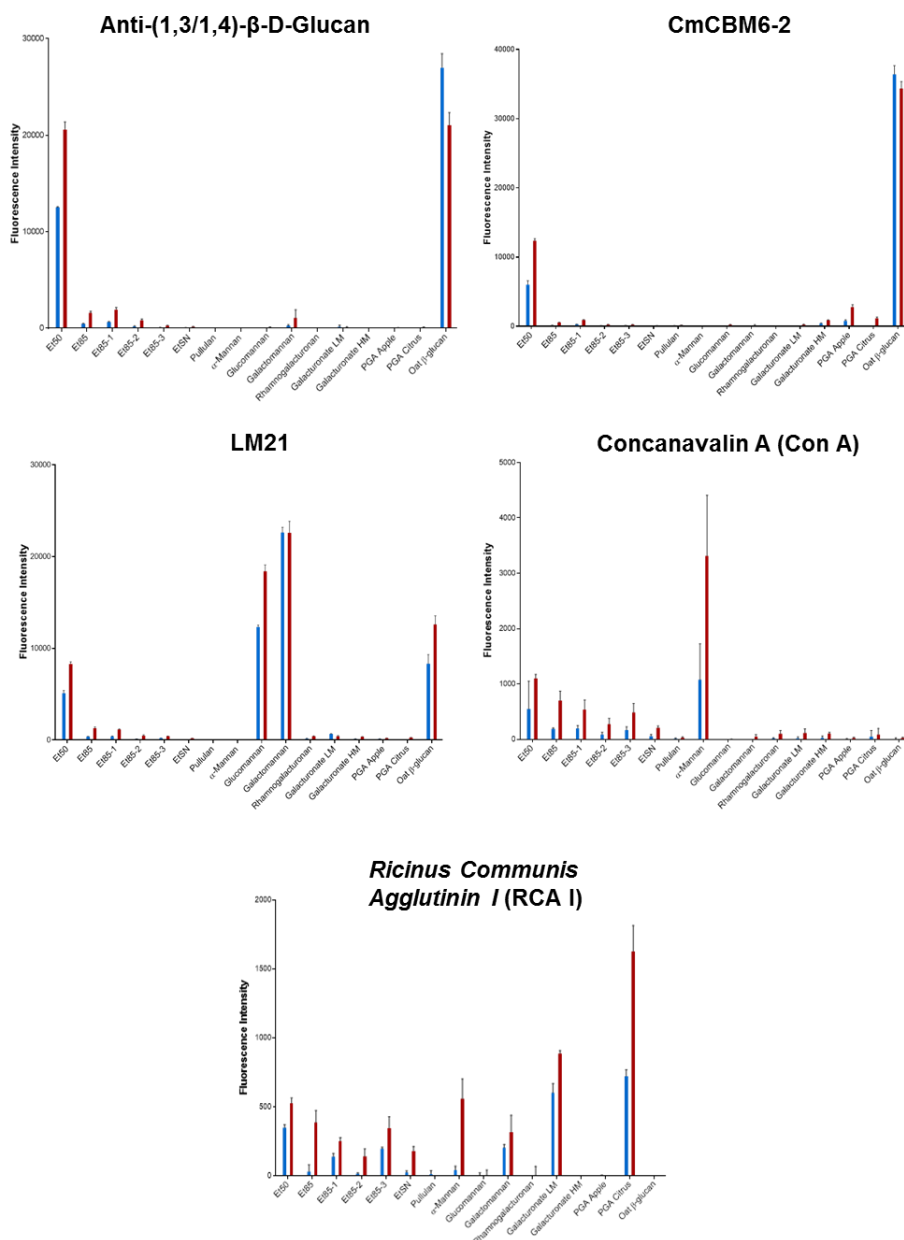 Anti-(1,3/1,4)-β-D-Glucan
CmCBM6-2
30000
20000
10000
0
Fluorescence Intensity
Et50
Et85
Et85-1
Et85-2
Et85-3
EtSN
Pullulan
α-Mannan
Glucomannan
Galactomannan
Rhamnogalacturonan
Galacturonate LM
Galacturonate HM
PGA Apple
PGA Citrus
Oat β-glucan
40000
30000
20000
10000
0
Fluorescence Intensity
Et50
Et85
Et85-1
Et85-2
Et85-3
EtSN
Pullulan
α-Mannan
Glucomannan
Galactomannan
Rhamnogalacturonan
Galacturonate LM
Galacturonate HM
PGA Apple
PGA Citrus
Oat β-glucan
LM21
Concanavalin A (Con A)
30000
20000
10000
0
Fluorescence Intensity
Et50
Et85
Et85-1
Et85-2
Et85-3
EtSN
Pullulan
α-Mannan
Glucomannan
Galactomannan
Rhamnogalacturonan
Galacturonate LM
Galacturonate HM
PGA Apple
PGA Citrus
Oat β-glucan
5000
4000
3000
2000
1000
0
Fluorescence Intensity
Et50
Et85
Et85-1
Et85-2
Et85-3
EtSN
Pullulan
α-Mannan
Glucomannan
Galactomannan
Rhamnogalacturonan
Galacturonate LM
Galacturonate HM
PGA Apple
PGA Citrus
Oat β-glucan
Ricinus Communis
Agglutinin I (RCA I)
2000
1500
1000
500
0
Fluorescence Intensity
Et50
Et85
Et85-1
Et85-2
Et85-3
EtSN
Pullulan
α-Mannan
Glucomannan
Galactomannan
Rhamnogalacturonan
Galacturonate LM
Galacturonate HM
PGA Apple
PGA Citrus
Oat β-glucan